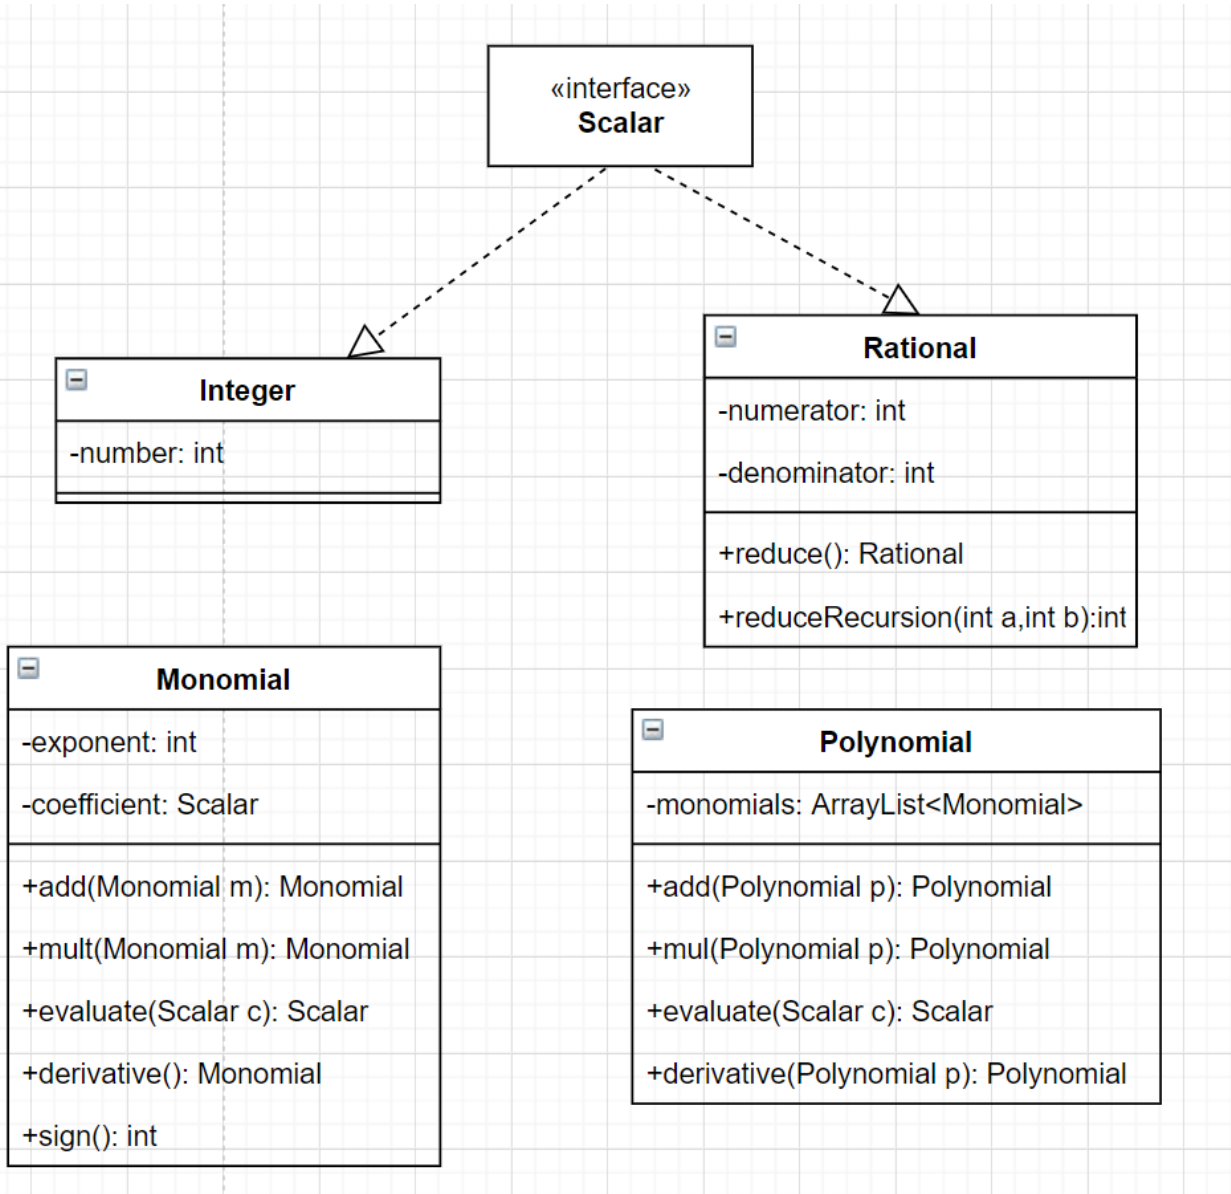 «interface»
Scalar
Integer
-number: int
Rational
-numerator: int
-denominator: int
+reduce(): Rational
+reduceRecursion(int a,int b):int
Monomial
-exponent: int
-coefficient: Scalar
+add(Monomial m): Monomial
+mult(Monomial m): Monomial
+evaluate(Scalar c): Scalar
+derivative(): Monomial
+sign(): int
Polynomial
-monomials: ArrayList<Monomial>
+add(Polynomial p): Polynomial
+mul(Polynomial p): Polynomial
+evaluate(Scalar c): Scalar
+derivative(Polynomial p): Polynomial